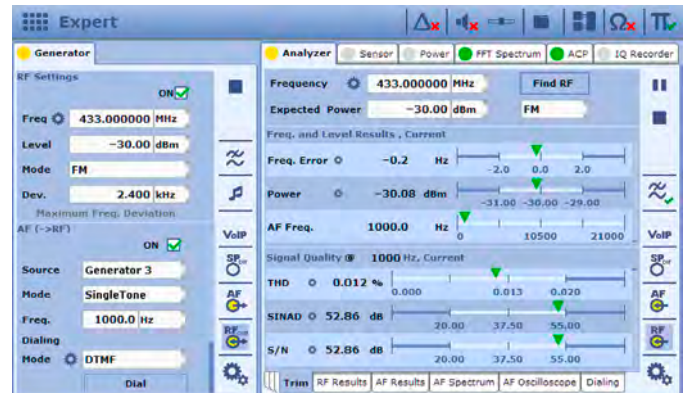 Expert
Generator
RF Settings
ON
Freq 433.000000 MHz
Level -30.00 dBm
Mode FM
Dev. 2.400 kHz
Maximum Freq. Deviation
AF (->RF)
ON
Source Generator 3
Mode SingleTone
Freq. 1000.0 Hz
Dialing
Mode DTMF
Dial
VoIP
SP
AF
RF
Analyzer Sensor Power FFT Spectrum ACP IQ Recorder
Frequency 433.000000 MHz Find RF
Expected Power -30.00 dBm FM
Freq. and Level Results , Current
Freq. Error -0.2 Hz -2.0 0.0 2.0
Power -30.08 dBm -31.00 -30.00 -29.00
AF Freq. 1000.0 Hz 0 10500 21000
Signal Quality @ 1000 Hz, Current
THD 0.012 % 0.000 0.013 0.020
SINAD 52.86 dB 20.00 37.50 55.00
S/N 52.86 dB 20.00 37.50 55.00
Trim RF Results AF Results AF Spectrum AF Oscilloscope Dialing
VoIP
SP
AF
RF